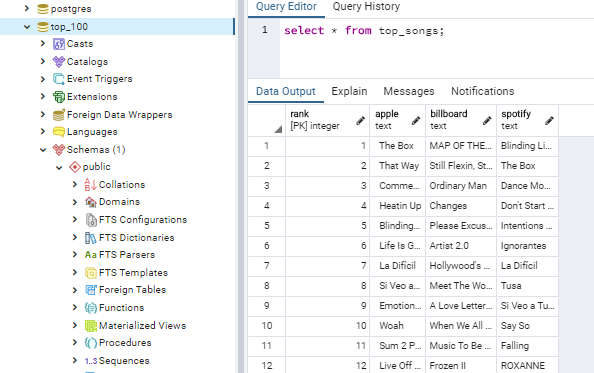 postgres
top_100
Casts
Catalogs
Event Triggers
Extensions
Foreign Data Wrappers
Languages
Schemas (1)
public
Collations
Domains
FTS Configurations
FTS Dictionaries
Aa FTS Parsers
FTS Templates
Foreign Tables
Functions
Materialized Views
Procedures
1..3 Sequences
Query Editor Query History
1 select * from top_songs;
Data Output Explain Messages Notifications
rank apple billboard spotify
[PK] integer text text text
1 1 The Box MAP OF THE... Blinding Li...
2 2 That Way Still Flexin, St... The Box
3 3 Comme... Ordinary Man Dance Mo...
4 4 Heatin Up Changes Don't Start ...
5 5 Blinding... Please Excus... Intentions ...
6 6 Life Is G... Artist 2.0 Ignorantes
7 7 La Difícil Hollywood's ... La Difícil
8 8 Si Veo a... Meet The Wo... Tusa
9 9 Emotion... A Love Letter... Si Veo a Tu...
10 10 Woah When We All ... Say So
11 11 Sum 2 P... Music To Be ... Falling
12 12 Live Off ... Frozen II ROXANNE